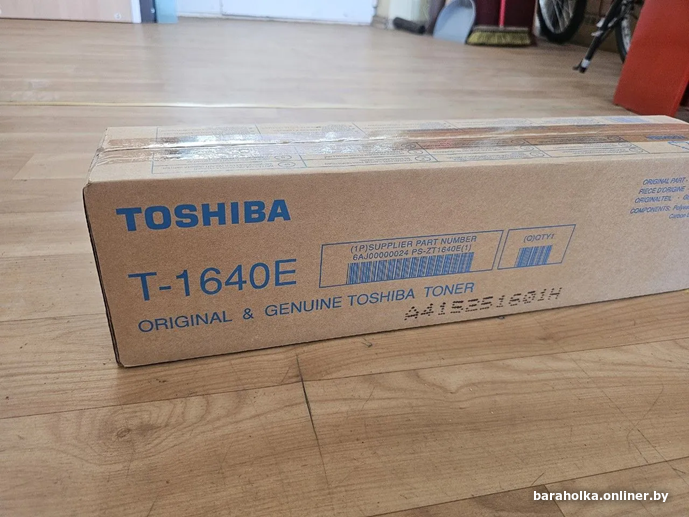 TOSHIBA
T-1640E
(1P)SUPPLIER PART NUMBER
6AJ00000024 PS-ZT1640E(1)
(Q)QTY:
ORIGINAL & GENUINE TOSHIBA TONER
A415251601H
ORIGINAL PART -
PIECE D'ORIGINE
ORIGINALTEIL -
COMPONENTS:
baraholka.onliner.by